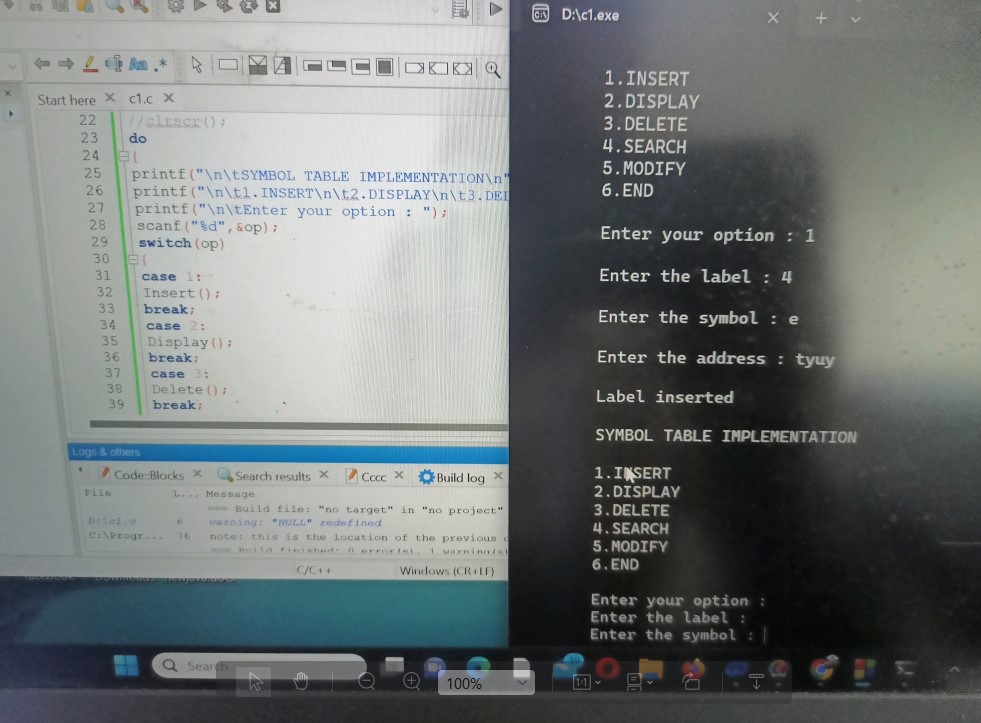 D:\c1.exe
Start here
c1.c
22 //clrscr();
23 do
24 {
25 printf("\n\tSYMBOL TABLE IMPLEMENTATION\n"
26 printf("\n\t1.INSERT\n\t2.DISPLAY\n\t3.DEL
27 printf("\n\tEnter your option : ");
28 scanf("%d",&op);
29 switch(op)
30 {
31 case 1:
32 Insert();
33 break;
34 case 2:
35 Display();
36 break;
37 case 3:
38 Delete();
39 break;
Logs & others
Code::Blocks
Search results
Cccc
Build log
File L... Message
=== Build file: "no target" in "no project"
D:\c1.c 6 warning: "NULL" redefined
C:\Progr... 76 note: this is the location of the previous
=== Build finished: 0 error(s), 1 warning(s)
C/C++
Windows (CR+LF)
1.INSERT
2.DISPLAY
3.DELETE
4.SEARCH
5.MODIFY
6.END
Enter your option : 1
Enter the label : 4
Enter the symbol : e
Enter the address : tyuy
Label inserted
SYMBOL TABLE IMPLEMENTATION
1.INSERT
2.DISPLAY
3.DELETE
4.SEARCH
5.MODIFY
6.END
Enter your option :
Enter the label :
Enter the symbol :
Search
100%
1:1